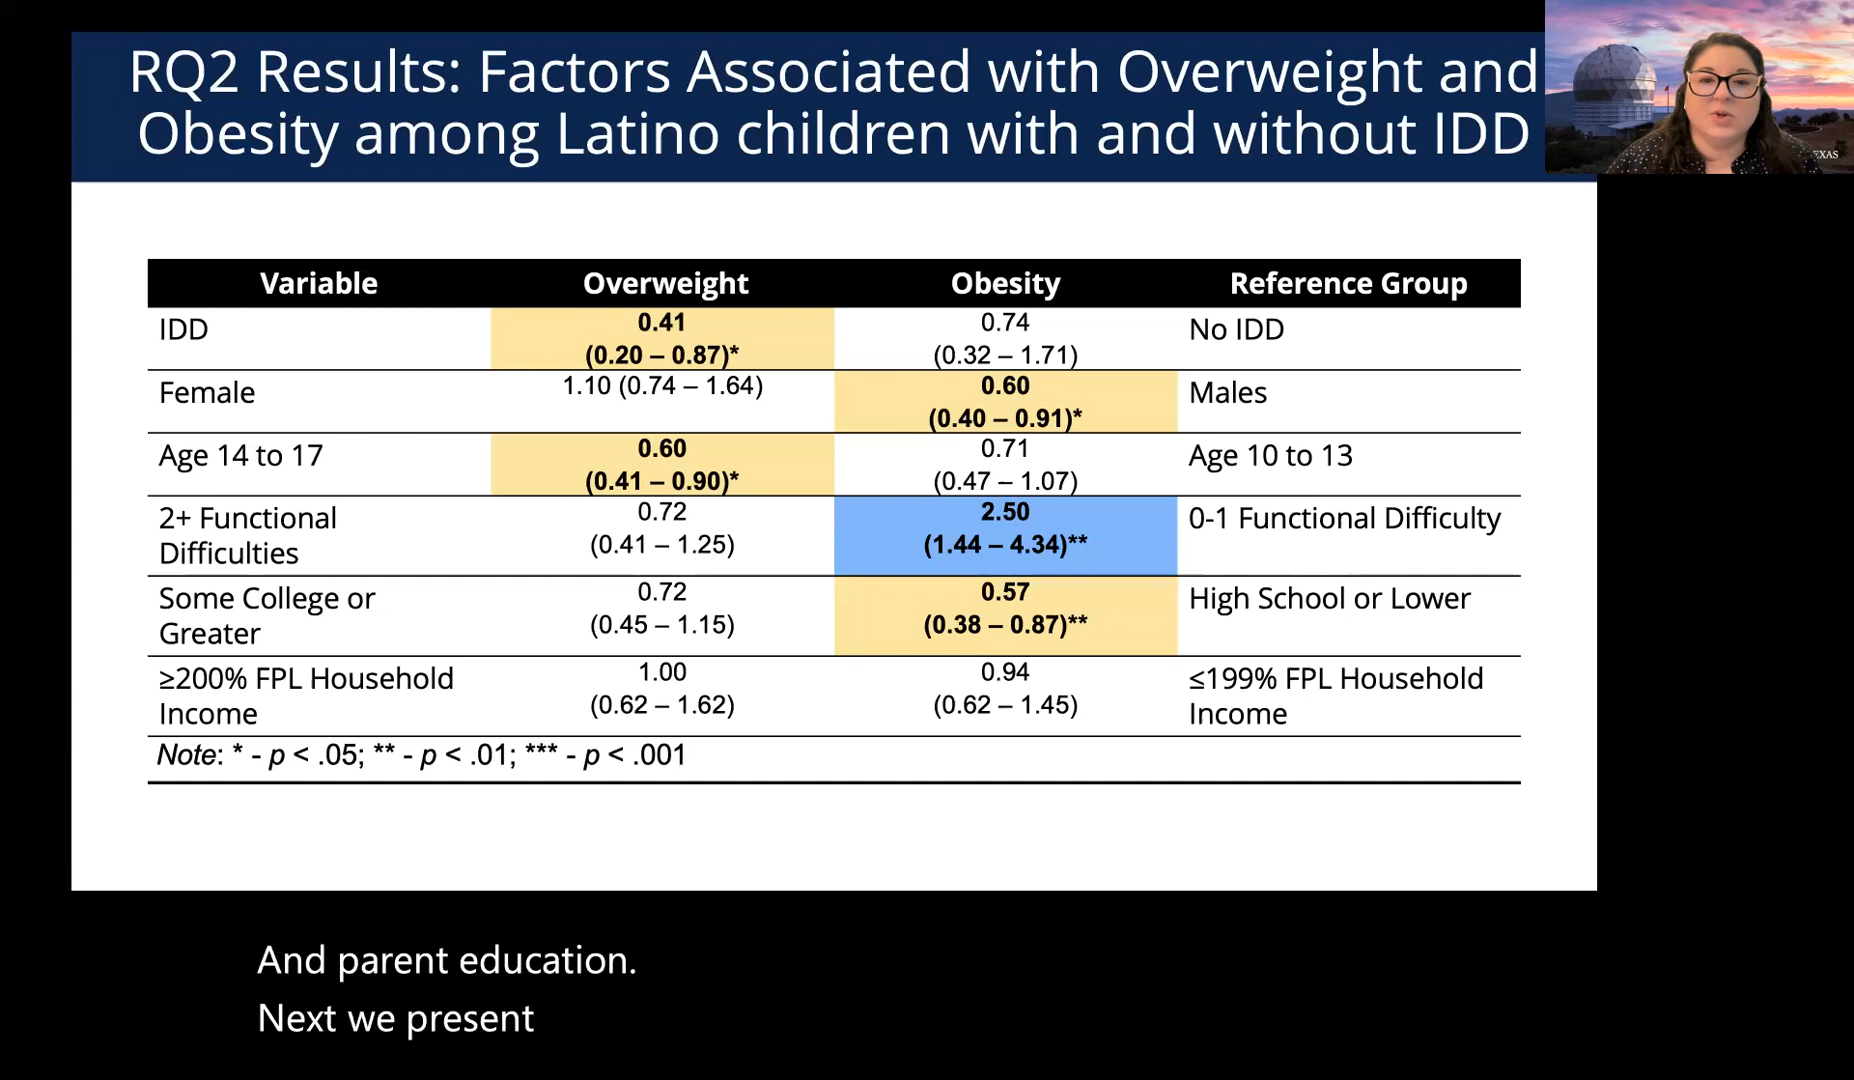 RQ2 Results: Factors Associated with Overweight and
Obesity among Latino children with and without IDD
EXAS
Variable Overweight Obesity Reference Group
IDD 0.41 0.74 No IDD
(0.20 – 0.87)* (0.32 – 1.71)
Female 1.10 (0.74 – 1.64) 0.60 Males
(0.40 – 0.91)*
Age 14 to 17 0.60 0.71 Age 10 to 13
(0.41 – 0.90)* (0.47 – 1.07)
2+ Functional 0.72 2.50 0-1 Functional Difficulty
Difficulties (0.41 – 1.25) (1.44 – 4.34)**
Some College or 0.72 0.57 High School or Lower
Greater (0.45 – 1.15) (0.38 – 0.87)**
≥200% FPL Household 1.00 0.94 ≤199% FPL Household
Income (0.62 – 1.62) (0.62 – 1.45) Income
Note: * - p < .05; ** - p < .01; *** - p < .001
And parent education.
Next we present